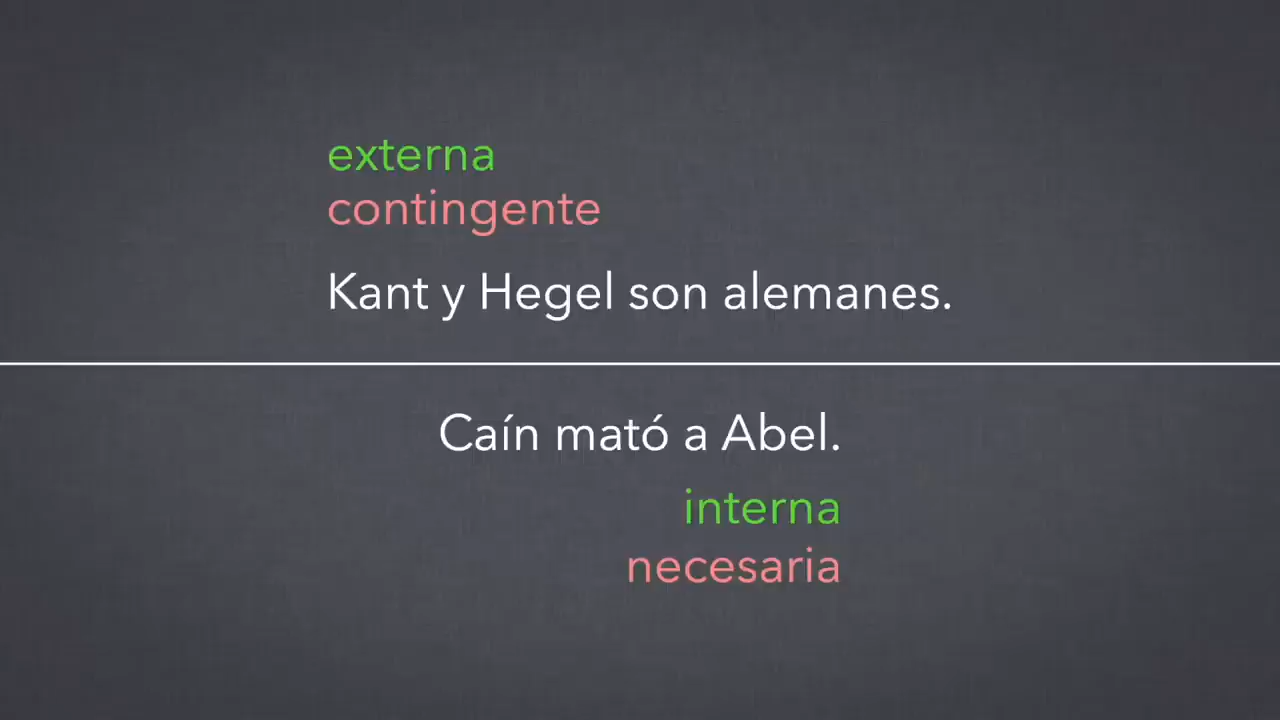 externa
contingente
Kant y Hegel son alemanes.
Caín mató a Abel.
interna
necesaria